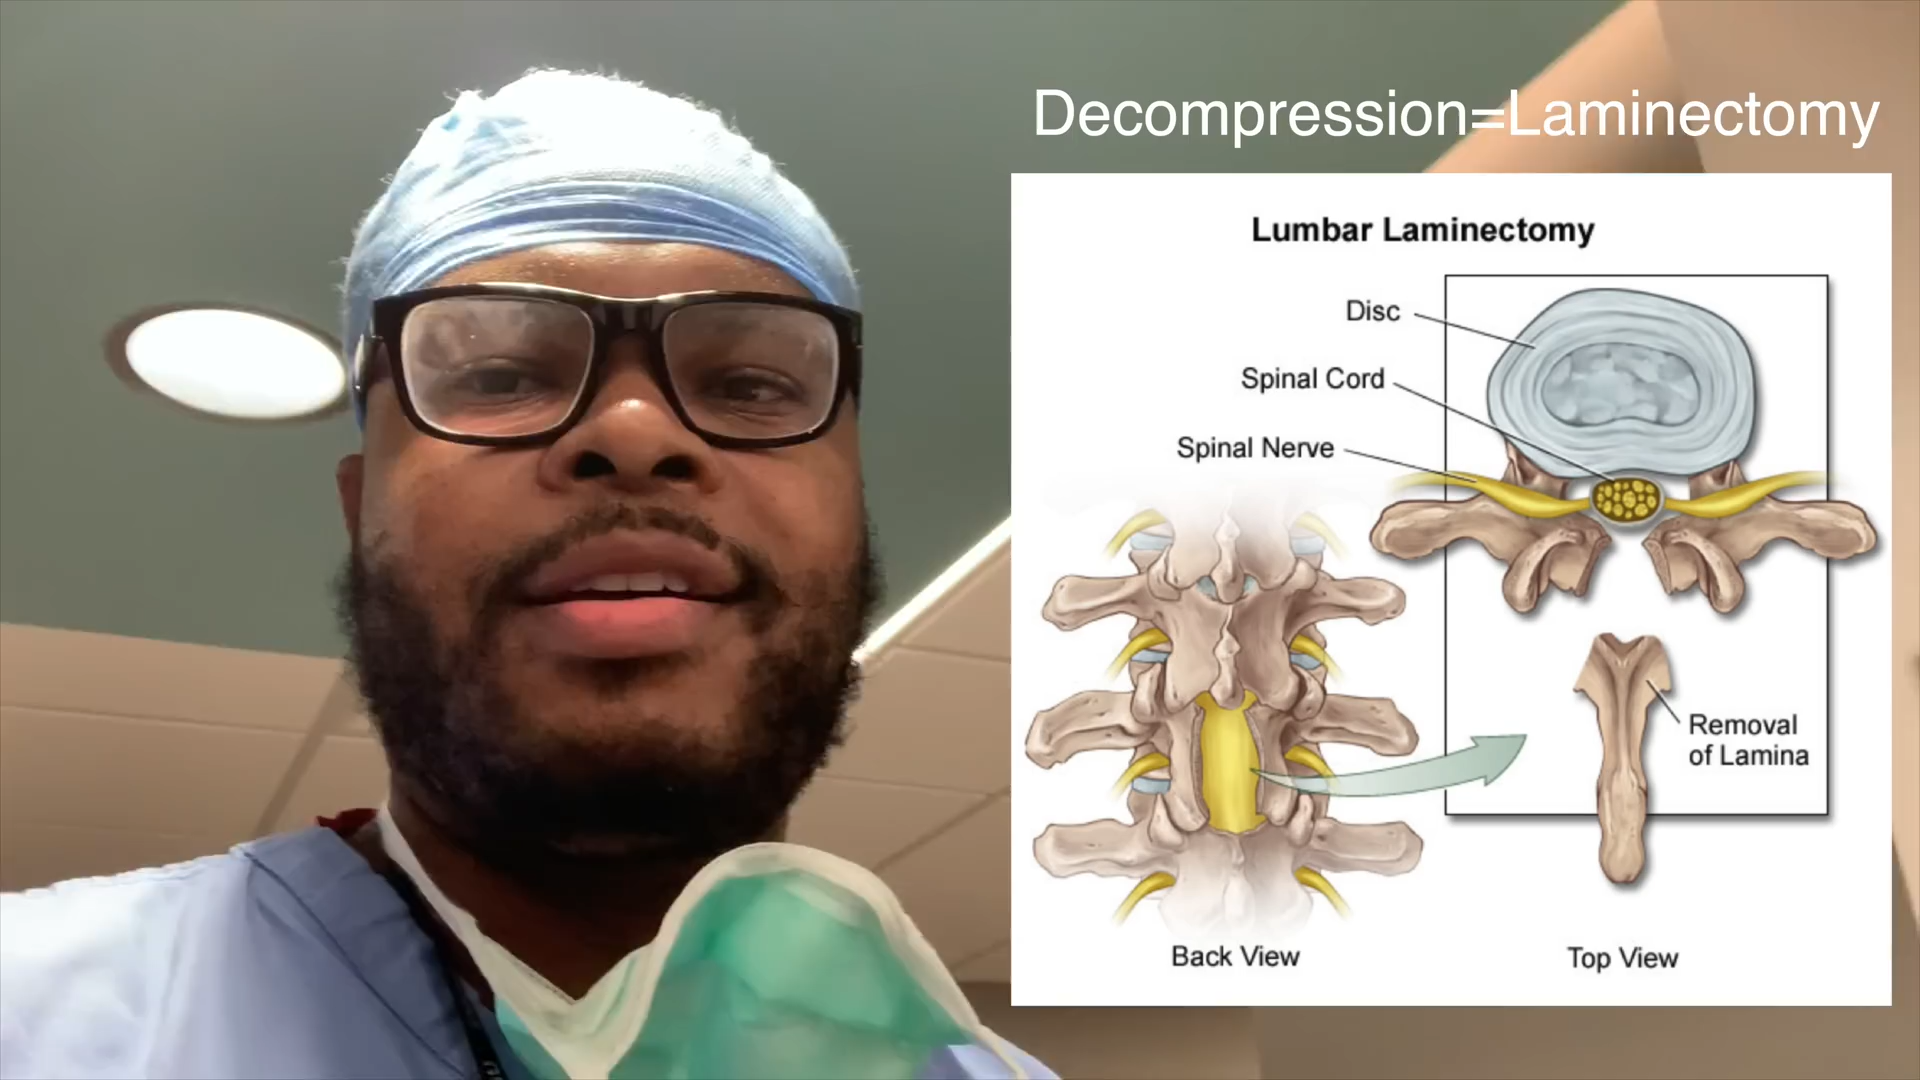 Decompression=Laminectomy
Lumbar Laminectomy
Disc
Spinal Cord
Spinal Nerve
Removal
of Lamina
Back View
Top View